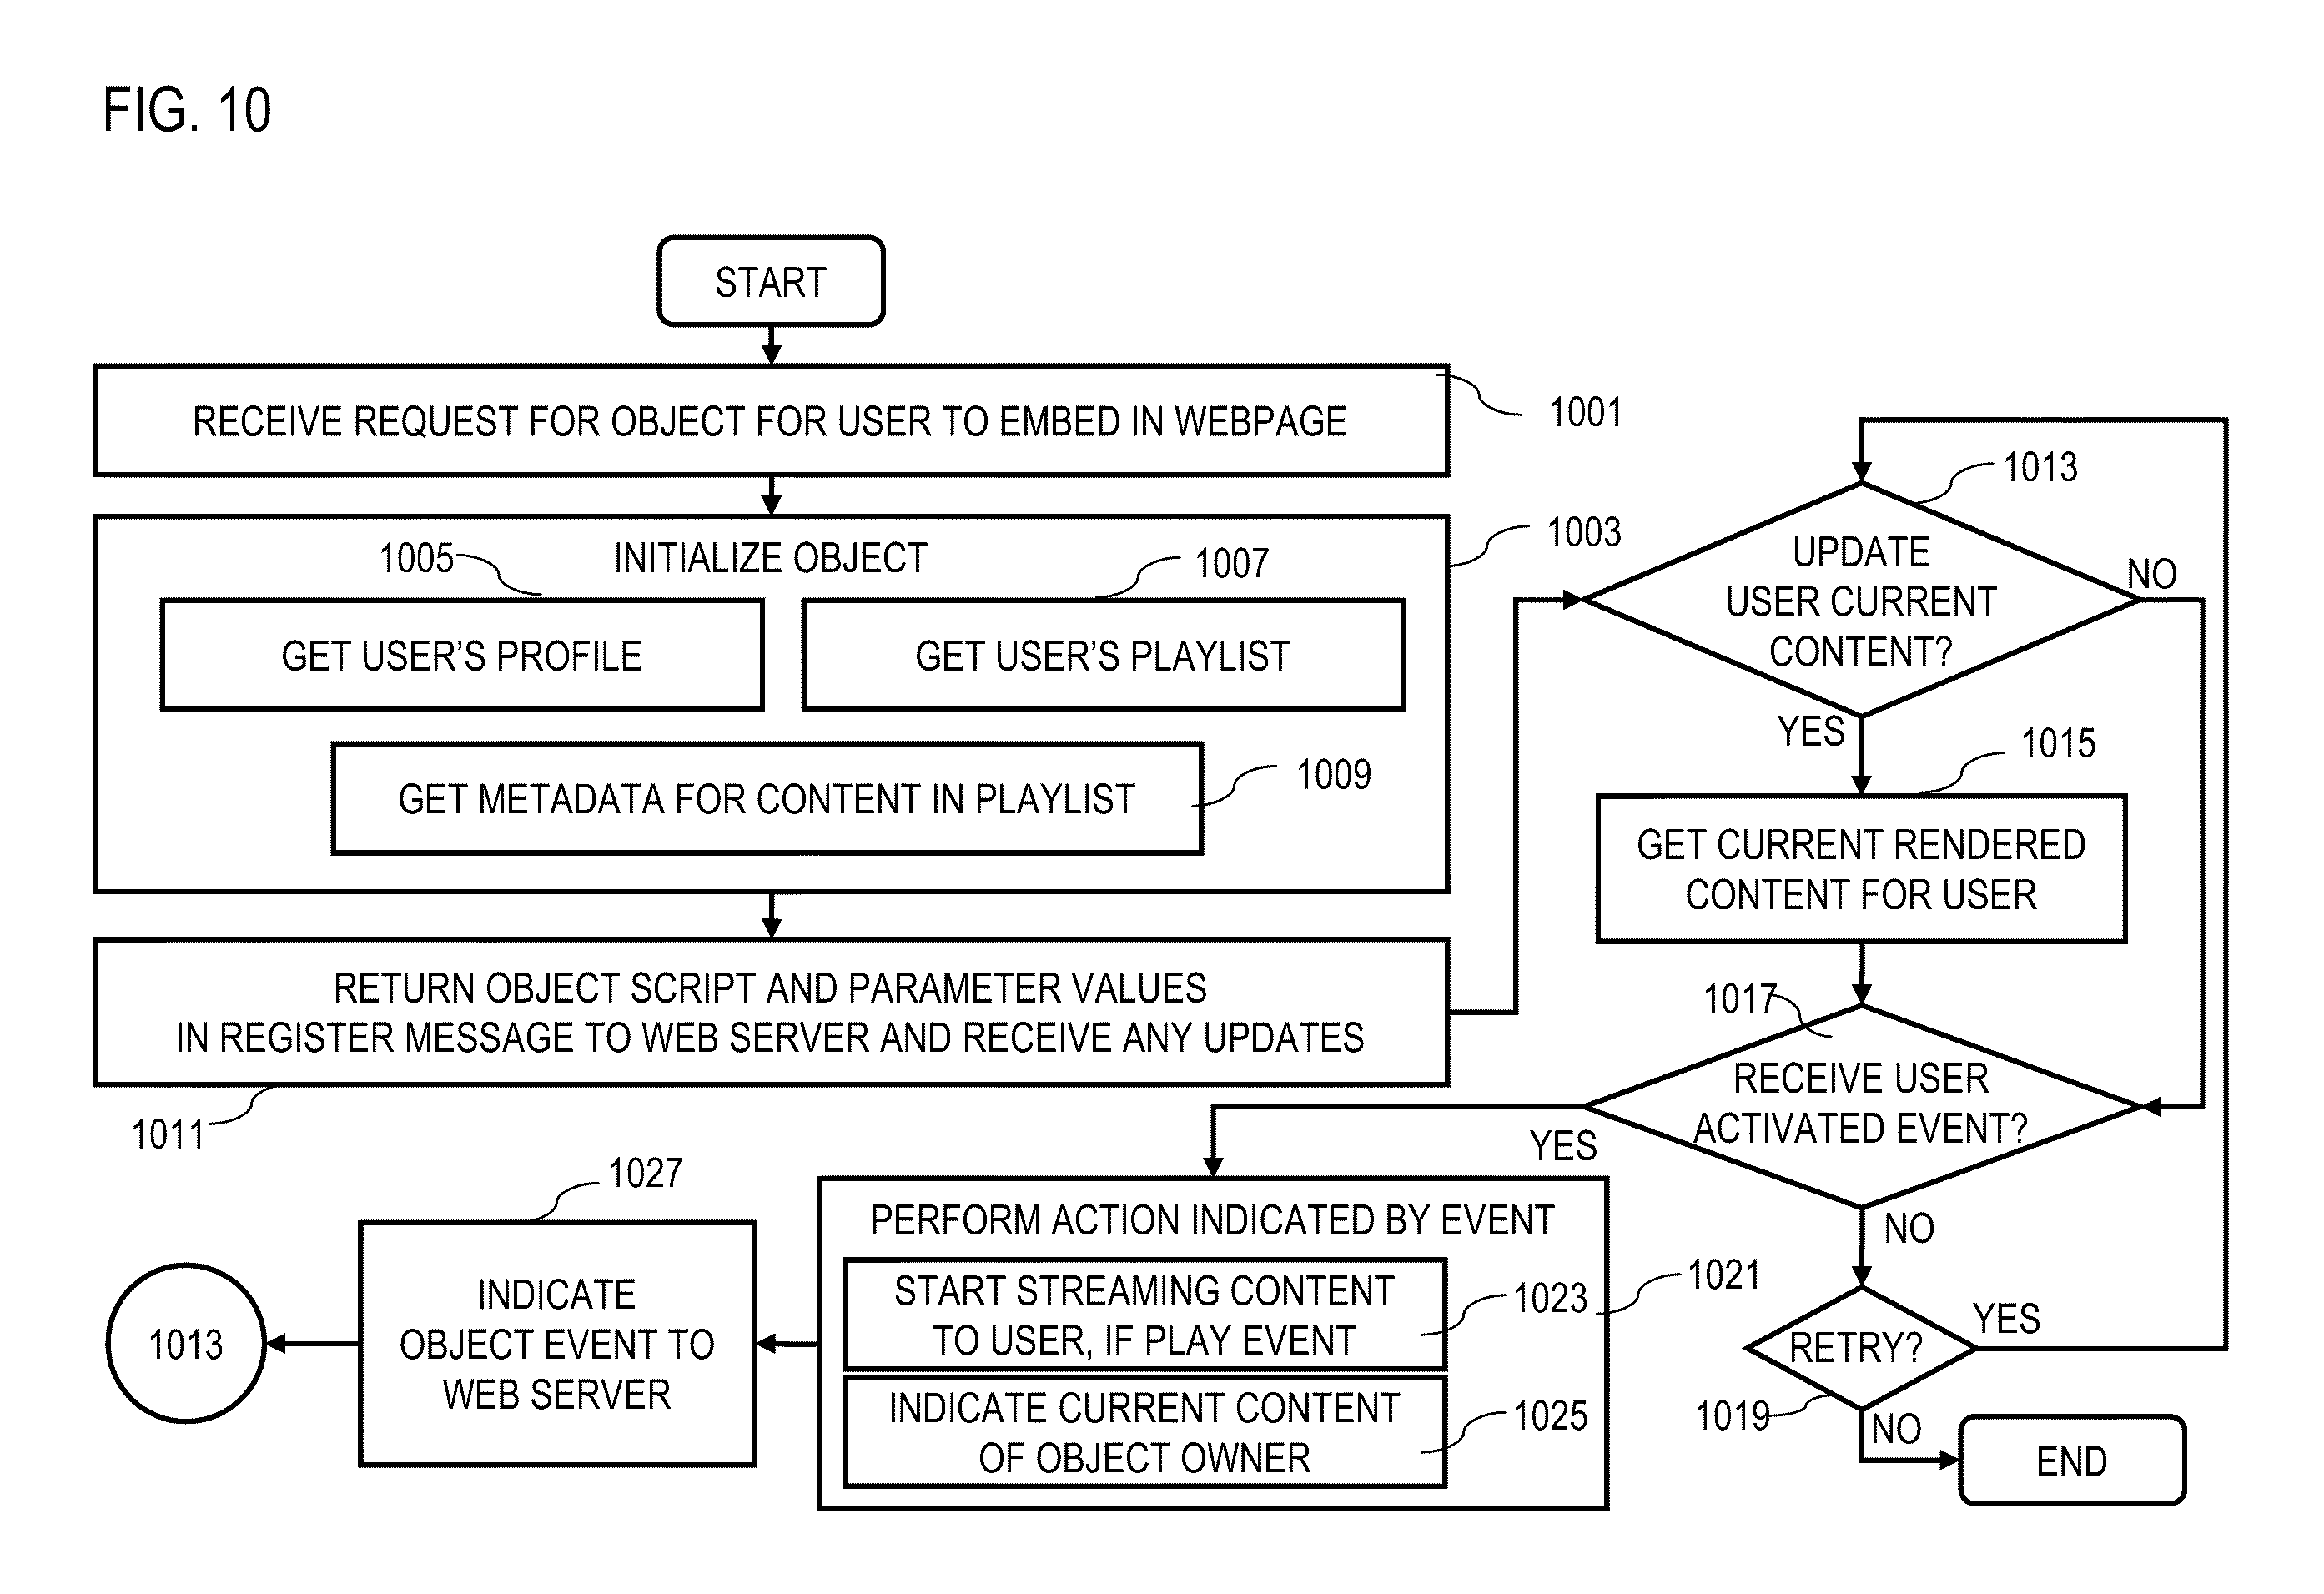 FIG. 10
START
RECEIVE REQUEST FOR OBJECT FOR USER TO EMBED IN WEBPAGE
1001
INITIALIZE OBJECT
1003
1005
GET USER’S PROFILE
1007
GET USER’S PLAYLIST
GET METADATA FOR CONTENT IN PLAYLIST
1009
RETURN OBJECT SCRIPT AND PARAMETER VALUES
IN REGISTER MESSAGE TO WEB SERVER AND RECEIVE ANY UPDATES
1011
1013
UPDATE
USER CURRENT
CONTENT?
NO
YES
1015
GET CURRENT RENDERED
CONTENT FOR USER
1017
RECEIVE USER
ACTIVATED EVENT?
YES
NO
RETRY?
YES
1019
NO
END
PERFORM ACTION INDICATED BY EVENT
1021
START STREAMING CONTENT
TO USER, IF PLAY EVENT
1023
INDICATE CURRENT CONTENT
OF OBJECT OWNER
1025
1027
INDICATE
OBJECT EVENT TO
WEB SERVER
1013